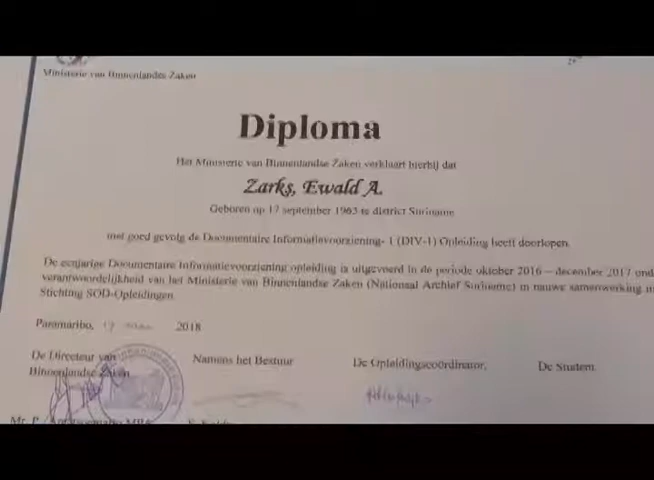 Ministerie van Binnenlandse Zaken
Diploma
Het Ministerie van Binnenlandse Zaken verklaart hierbij dat
Zarks, Ewald A.
Geboren op 17 september 1963 te district Suriname
met goed gevolg de Documentaire Informatievoorziening- 1 (DIV-1) Opleiding heeft doorlopen
De eenjarige Documentaire Informatievoorziening opleiding is uitgevoerd in de periode oktober 2016 – december 2017 ond
verantwoordelijkheid van het Ministerie van Binnenlandse Zaken (Nationaal Archief Suriname) in nauwe samenwerking m
Stichting SOD-Opleidingen
Paramaribo, 2018
De Directeur van Namens het Bestuur De Opleidingscoördinator, De Student
Binnenlandse Zaken
Mr. P.